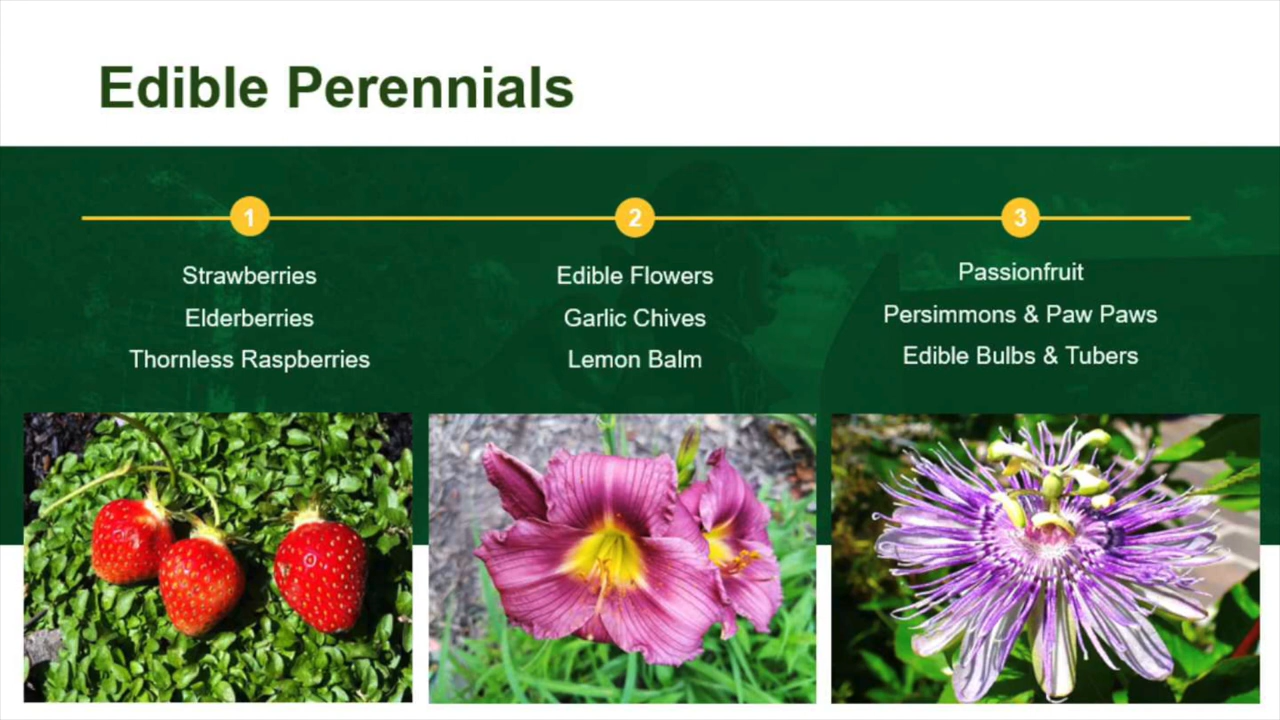 Edible Perennials
1
Strawberries
Elderberries
Thornless Raspberries
2
Edible Flowers
Garlic Chives
Lemon Balm
3
Passionfruit
Persimmons & Paw Paws
Edible Bulbs & Tubers